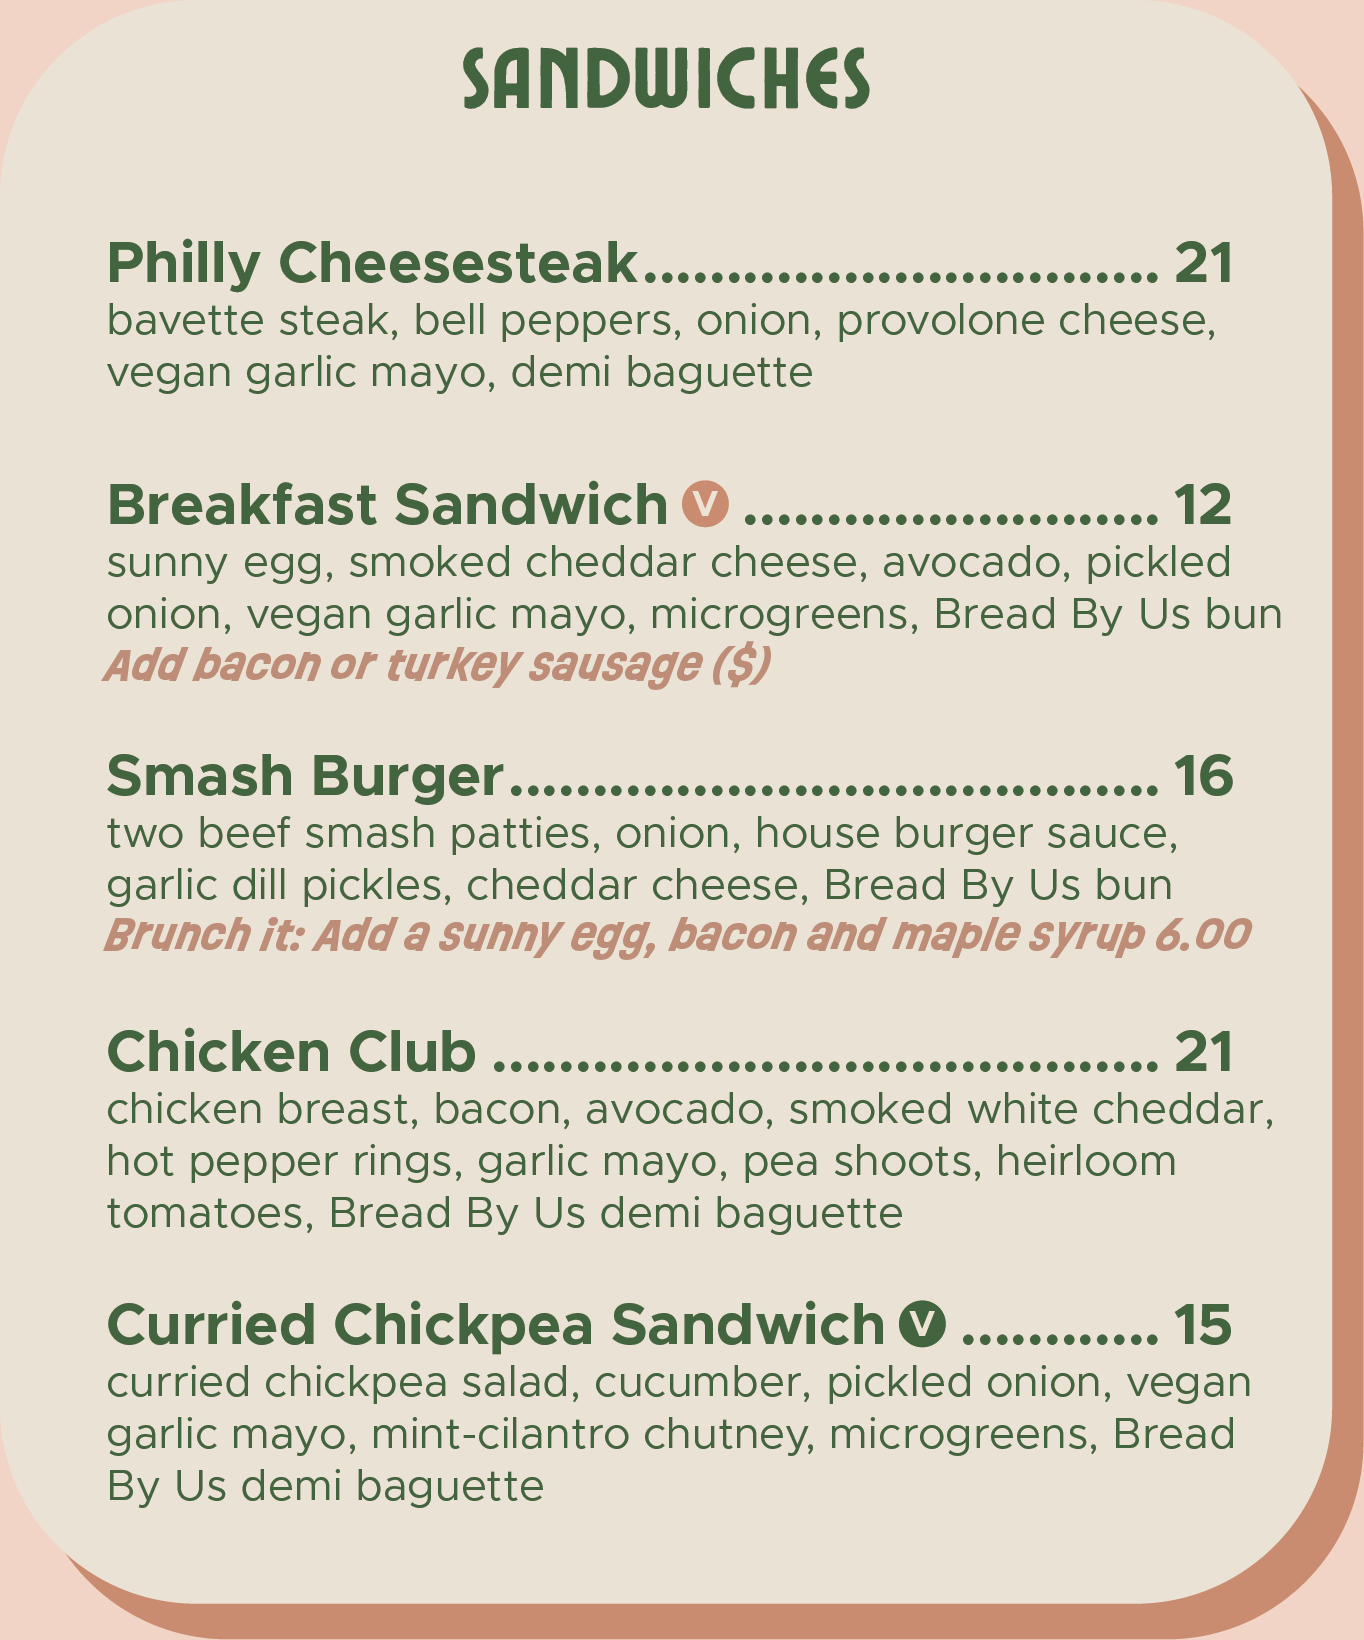 SANDWICHES
Philly Cheesesteak............................... 21
bavette steak, bell peppers, onion, provolone cheese,
vegan garlic mayo, demi baguette
Breakfast Sandwich V ......................... 12
sunny egg, smoked cheddar cheese, avocado, pickled
onion, vegan garlic mayo, microgreens, Bread By Us bun
Add bacon or turkey sausage ($)
Smash Burger....................................... 16
two beef smash patties, onion, house burger sauce,
garlic dill pickles, cheddar cheese, Bread By Us bun
Brunch it: Add a sunny egg, bacon and maple syrup 6.00
Chicken Club ........................................ 21
chicken breast, bacon, avocado, smoked white cheddar,
hot pepper rings, garlic mayo, pea shoots, heirloom
tomatoes, Bread By Us demi baguette
Curried Chickpea Sandwich V ............ 15
curried chickpea salad, cucumber, pickled onion, vegan
garlic mayo, mint-cilantro chutney, microgreens, Bread
By Us demi baguette